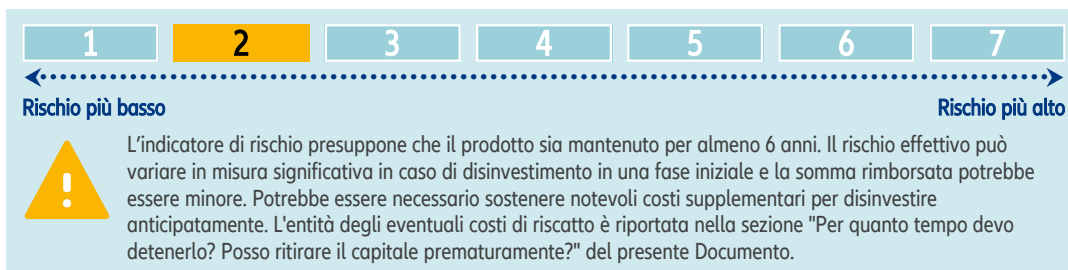 1 2 3 4 5 6 7
Rischio più basso Rischio più alto
L'indicatore di rischio presuppone che il prodotto sia mantenuto per almeno 6 anni. Il rischio effettivo può
variare in misura significativa in caso di disinvestimento in una fase iniziale e la somma rimborsata potrebbe
essere minore. Potrebbe essere necessario sostenere notevoli costi supplementari per disinvestire
anticipatamente. L'entità degli eventuali costi di riscatto è riportata nella sezione "Per quanto tempo devo
detenerlo? Posso ritirare il capitale prematuramente?" del presente Documento.